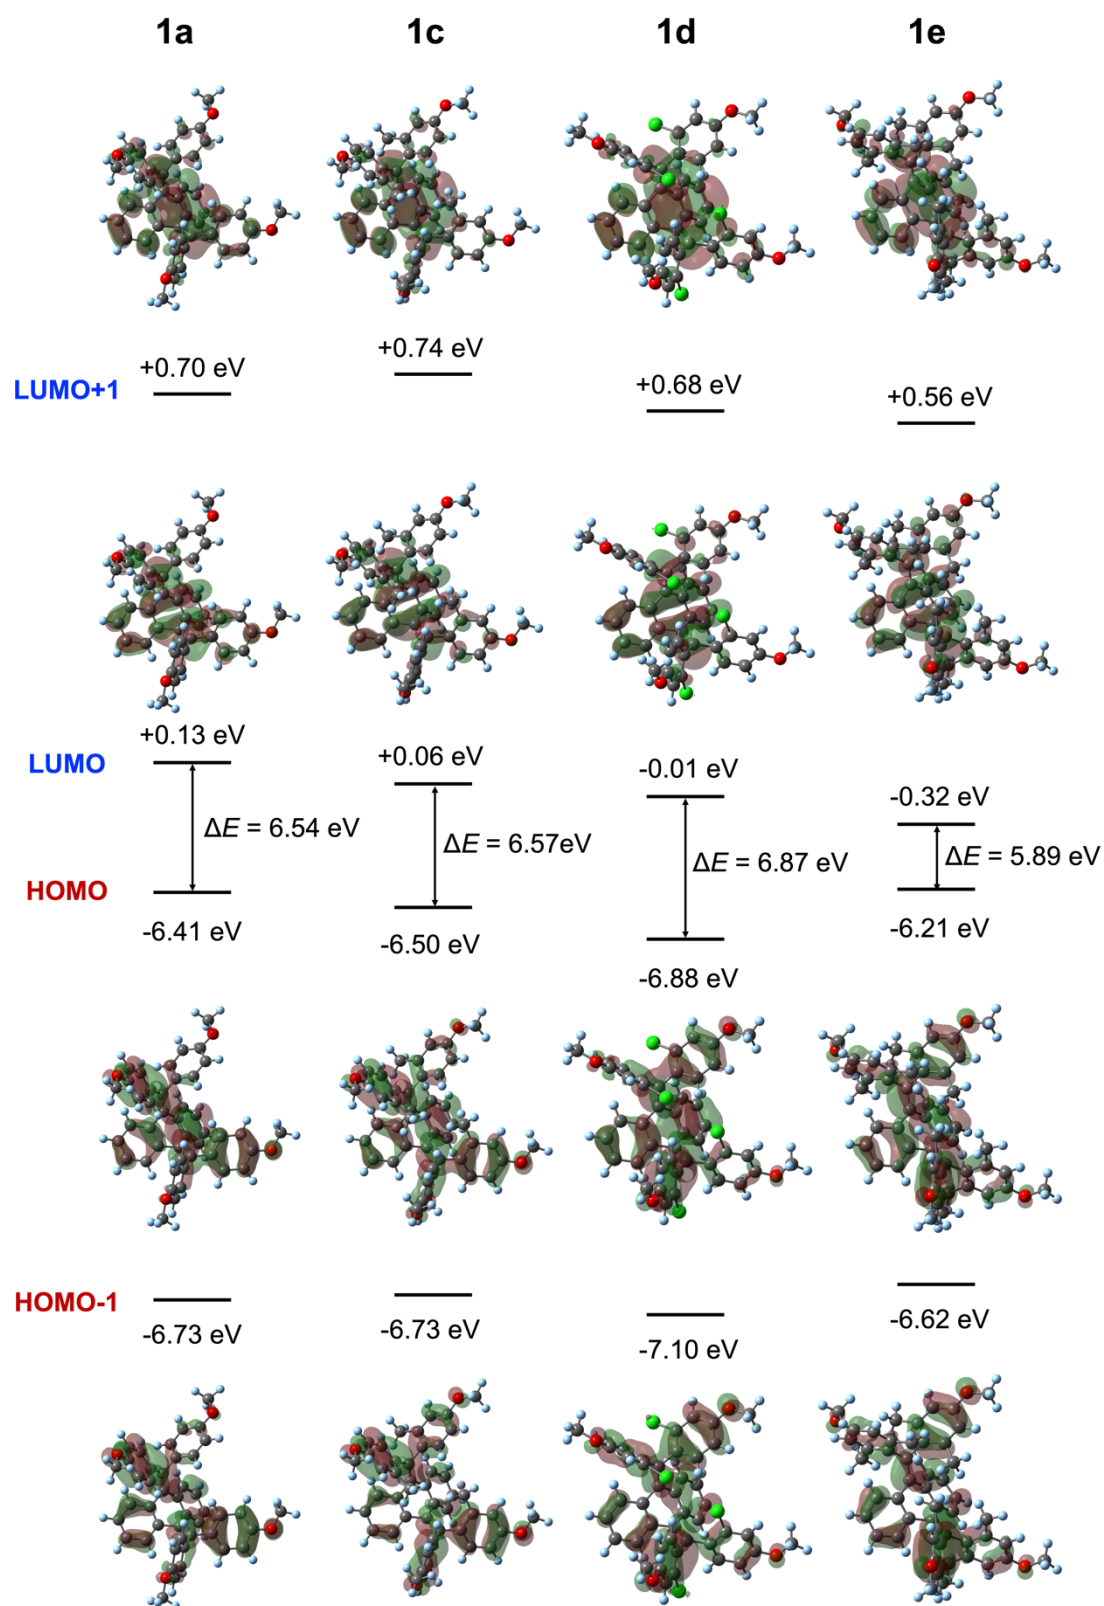 1a 1c 1d 1e
+0.70 eV +0.74 eV +0.68 eV +0.56 eV
LUMO+1
+0.13 eV +0.06 eV -0.01 eV -0.32 eV
LUMO
ΔE = 6.54 eV ΔE = 6.57eV ΔE = 6.87 eV ΔE = 5.89 eV
HOMO
-6.41 eV -6.50 eV -6.88 eV -6.21 eV
HOMO-1
-6.73 eV -6.73 eV -7.10 eV -6.62 eV